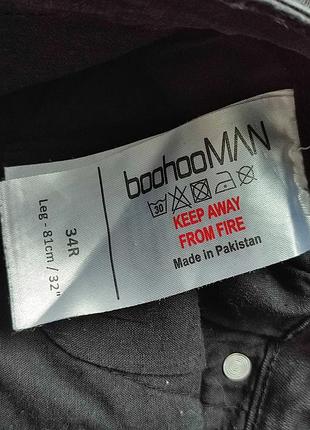 boohooMAN
30
KEEP AWAY
FROM FIRE
Made in Pakistan
34R
Leg - 81cm / 32"